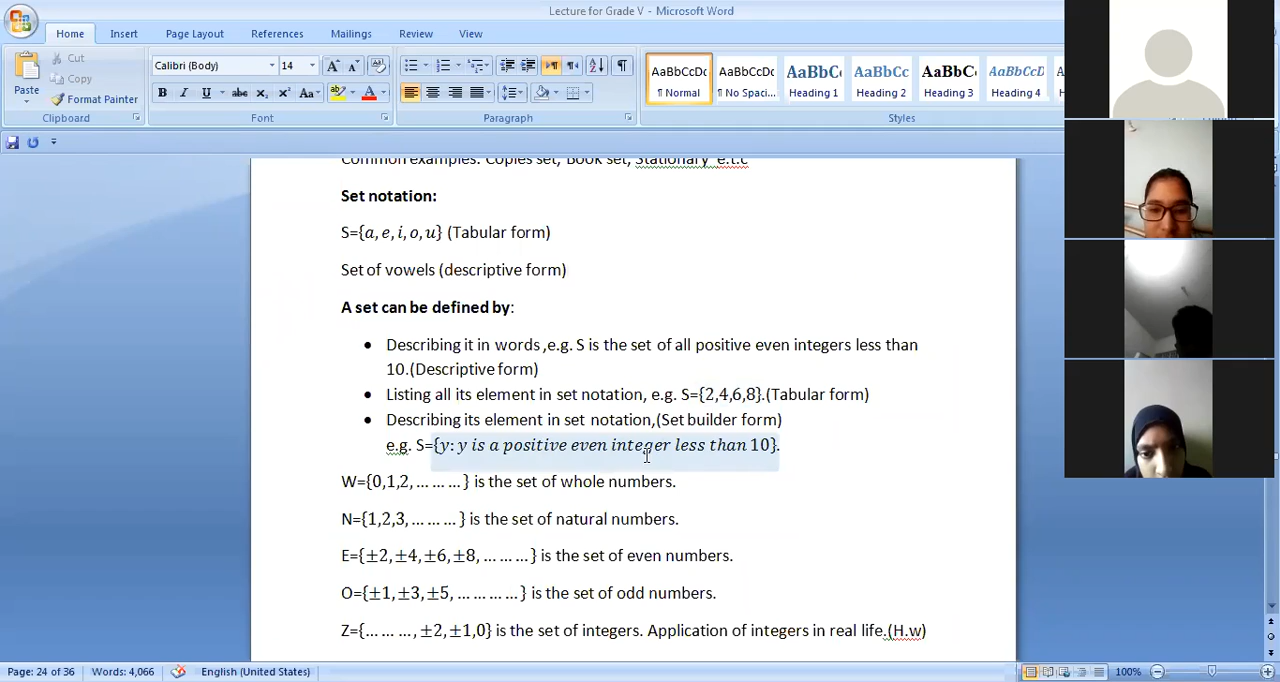 Lecture for Grade V - Microsoft Word
Home Insert Page Layout References Mailings Review View
Cut
Copy
Paste
Format Painter
Calibri (Body) 14
AaBbCcDc AaBbCcDc AaBbC( AaBbCc AaBbC AaBbCcI
¶ Normal ¶ No Spaci... Heading 1 Heading 2 Heading 3 Heading 4
Clipboard Font Paragraph Styles
Common examples: Copies set, Book set, Stationary e.t.c
Set notation:
S={a, e, i, o, u} (Tabular form)
Set of vowels (descriptive form)
A set can be defined by:
• Describing it in words ,e.g. S is the set of all positive even integers less than
10.(Descriptive form)
• Listing all its element in set notation, e.g. S={2,4,6,8}.(Tabular form)
• Describing its element in set notation,(Set builder form)
e.g. S={y: y is a positive even integer less than 10}.
W={0,1,2, ... ... ... } is the set of whole numbers.
N={1,2,3, ... ... ... } is the set of natural numbers.
E={±2, ±4, ±6, ±8, ... ... ... } is the set of even numbers.
O={±1, ±3, ±5, ... ... ... ... } is the set of odd numbers.
Z={... ... ..., ±2, ±1,0} is the set of integers. Application of integers in real life.(H.w)
Page: 24 of 36 Words: 4,066 English (United States) 100%